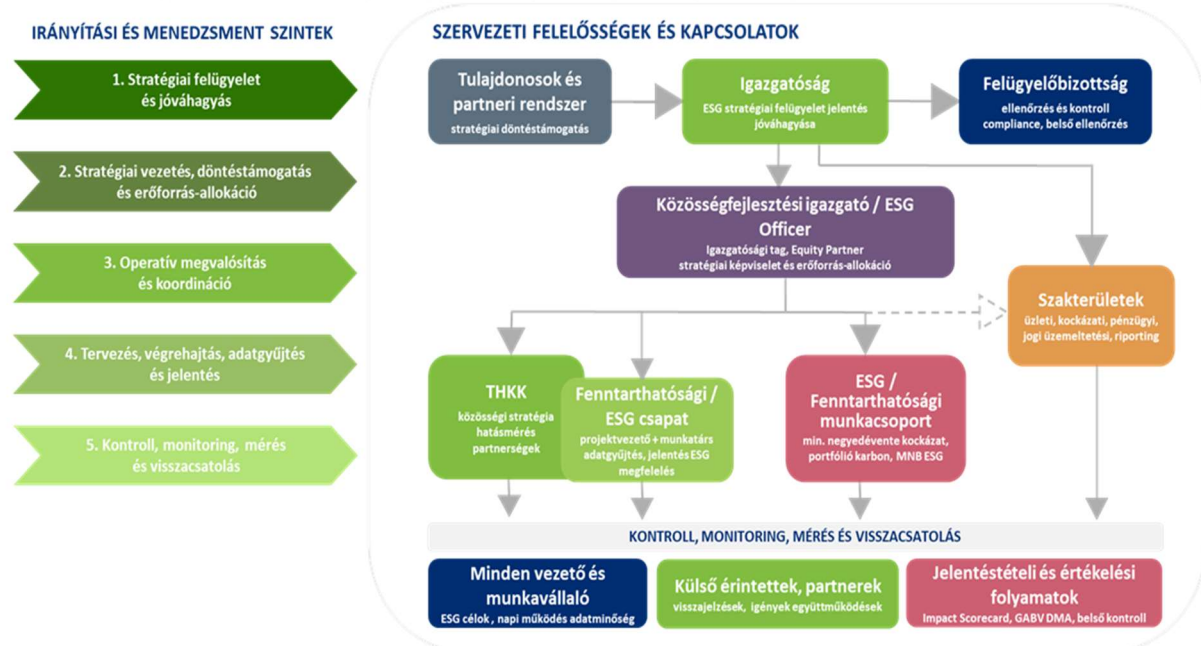 IRÁNYÍTÁSI ÉS MENEDZSMENT SZINTEK
1. Stratégiai felügyelet
és jóváhagyás
2. Stratégiai vezetés, döntéstámogatás
és erőforrás-allokáció
3. Operatív megvalósítás
és koordináció
4. Tervezés, végrehajtás, adatgyűjtés
és jelentés
5. Kontroll, monitoring, mérés
és visszacsatolás
SZERVEZETI FELELŐSSÉGEK ÉS KAPCSOLATOK
Tulajdonosok és
partneri rendszer
stratégiai döntéstámogatás
Igazgatóság
ESG stratégiai felügyelet jelentés
jóváhagyása
Felügyelőbizottság
ellenőrzés és kontroll
compliance, belső ellenőrzés
Közösségfejlesztési igazgató / ESG
Officer
Igazgatósági tag, Equity Partner
stratégiai képviselet és erőforrás-allokáció
Szakterületek
üzleti, kockázati, pénzügyi,
jogi üzemeltetési, riporting
THKK
közösségi stratégia
hatásmérés
partnerségek
Fenntarthatósági /
ESG csapat
projektvezető + munkatárs
adatgyűjtés, jelentés ESG
megfelelés
ESG /
Fenntarthatósági
munkacsoport
min. negyedévente kockázat,
portfólió karbon, MNB ESG
KONTROLL, MONITORING, MÉRÉS ÉS VISSZACSATOLÁS
Minden vezető és
munkavállaló
ESG célok , napi működés adatminőség
Külső érintettek, partnerek
visszajelzések, igények együttműködések
Jelentéstételi és értékelési
folyamatok
Impact Scorecard, GABV DMA, belső kontroll